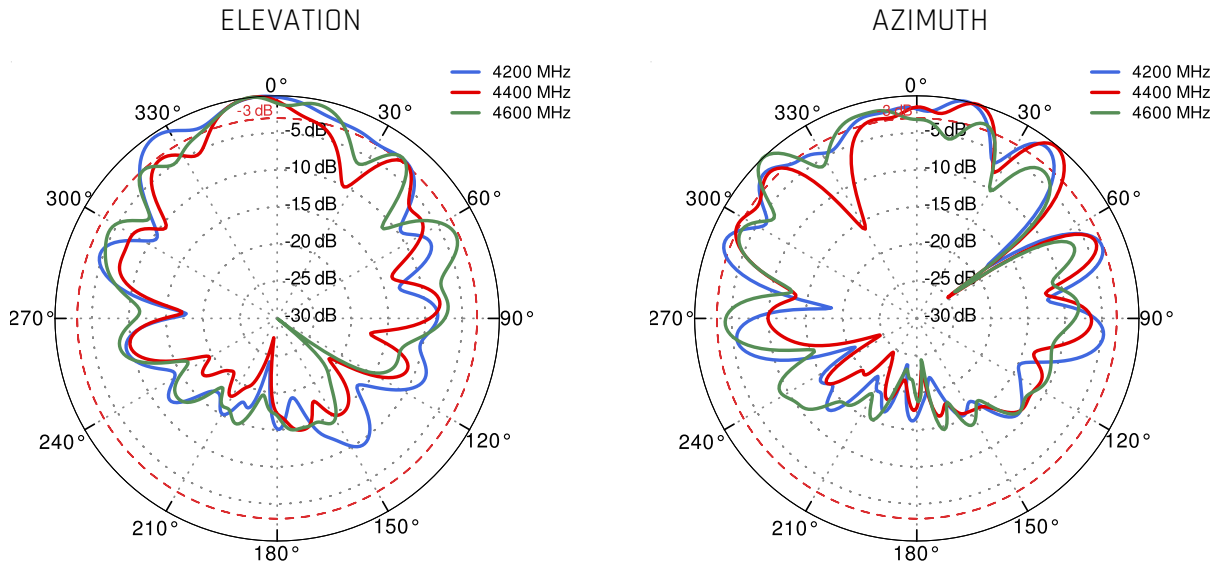 ELEVATION
4200 MHz
4400 MHz
4600 MHz
0°
30°
60°
90°
120°
150°
180°
210°
240°
270°
300°
330°
-3 dB
-5 dB
-10 dB
-15 dB
-20 dB
-25 dB
-30 dB
AZIMUTH
4200 MHz
4400 MHz
4600 MHz
0°
30°
60°
90°
120°
150°
180°
210°
240°
270°
300°
330°
-3 dB
-5 dB
-10 dB
-15 dB
-20 dB
-25 dB
-30 dB